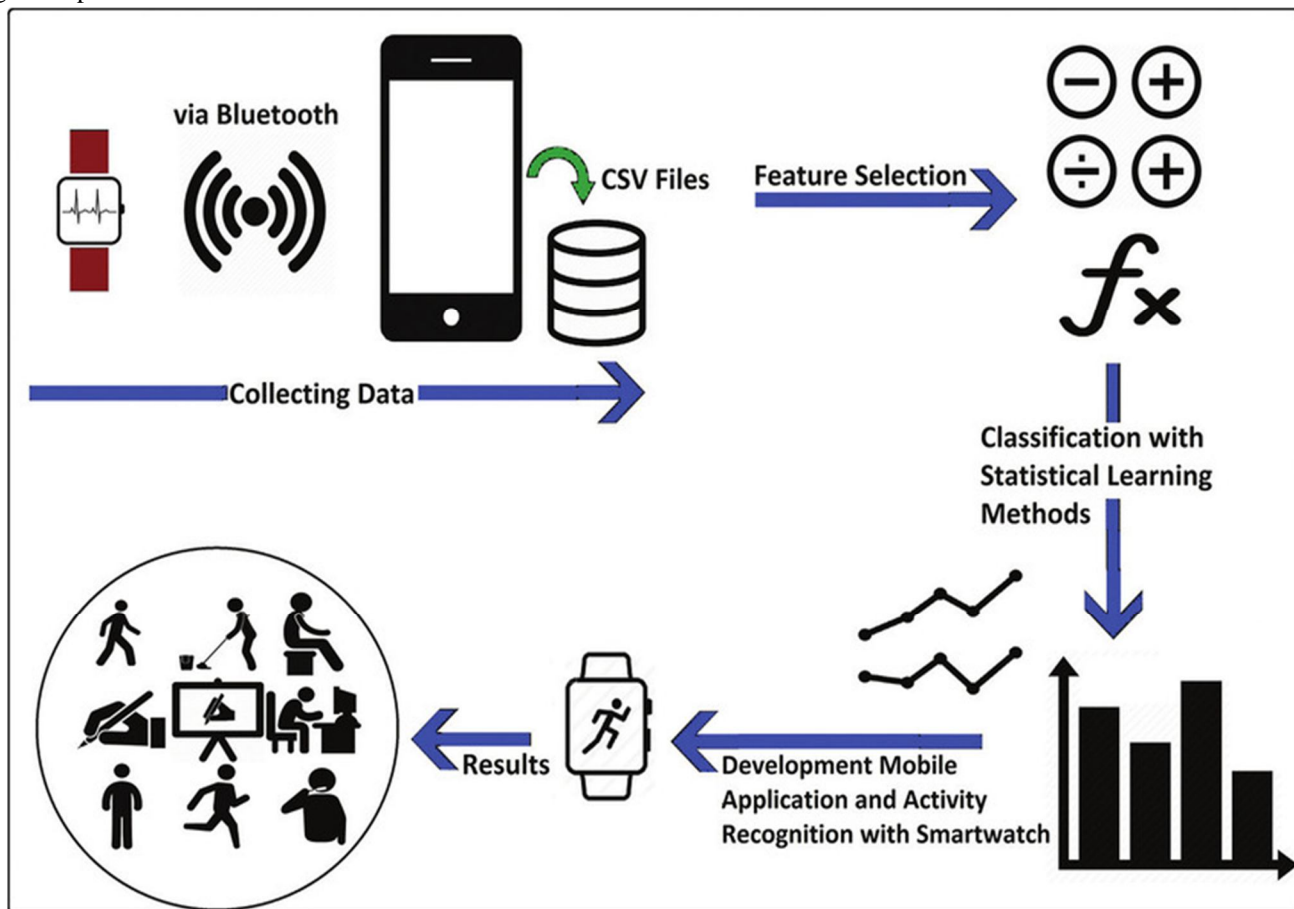 via Bluetooth
CSV Files
Feature Selection
Collecting Data
Classification with
Statistical Learning
Methods
Results
Development Mobile
Application and Activity
Recognition with Smartwatch